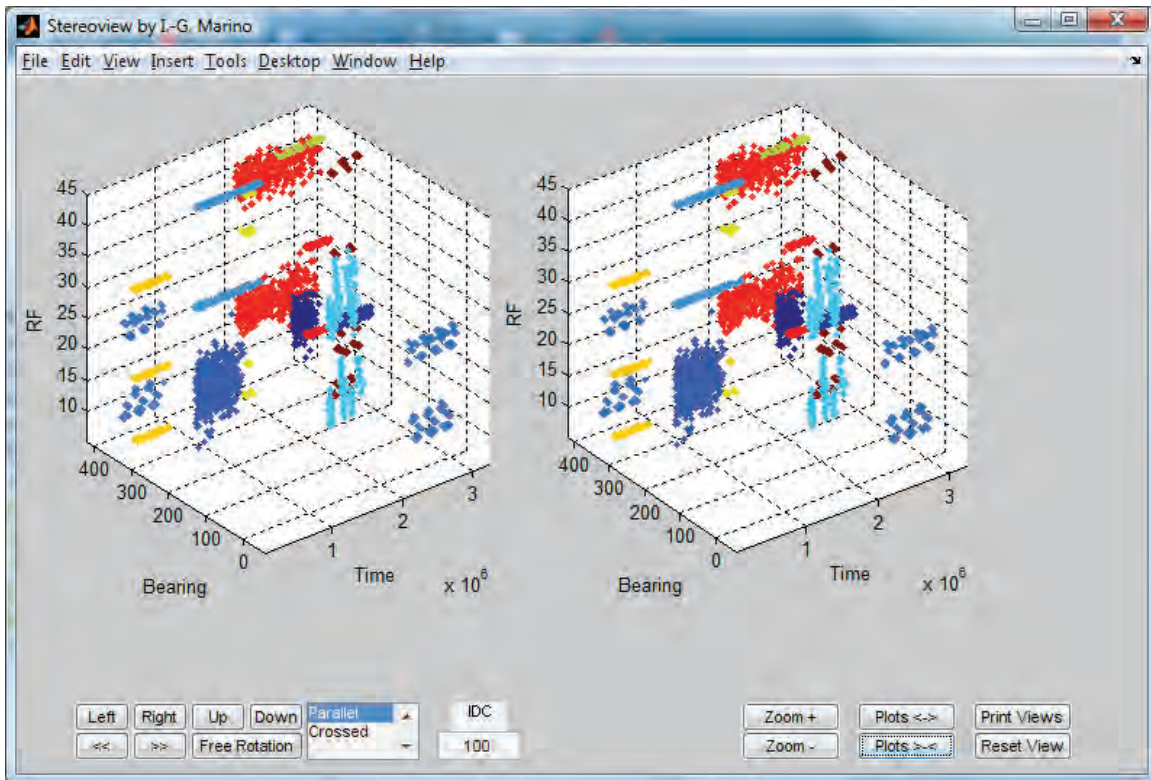 Stereoview by I.-G. Marino
File Edit View Insert Tools Desktop Window Help
45
40
35
30
25
20
15
10
RF
400
300
200
100
0
Bearing
1
2
3
Time
x 10^6
45
40
35
30
25
20
15
10
RF
400
300
200
100
0
Bearing
1
2
3
Time
x 10^6
Left Right Up Down Parallel IDC Zoom + Plots <-> Print Views
Crossed
<< >> Free Rotation 100 Zoom - Plots >-< Reset View